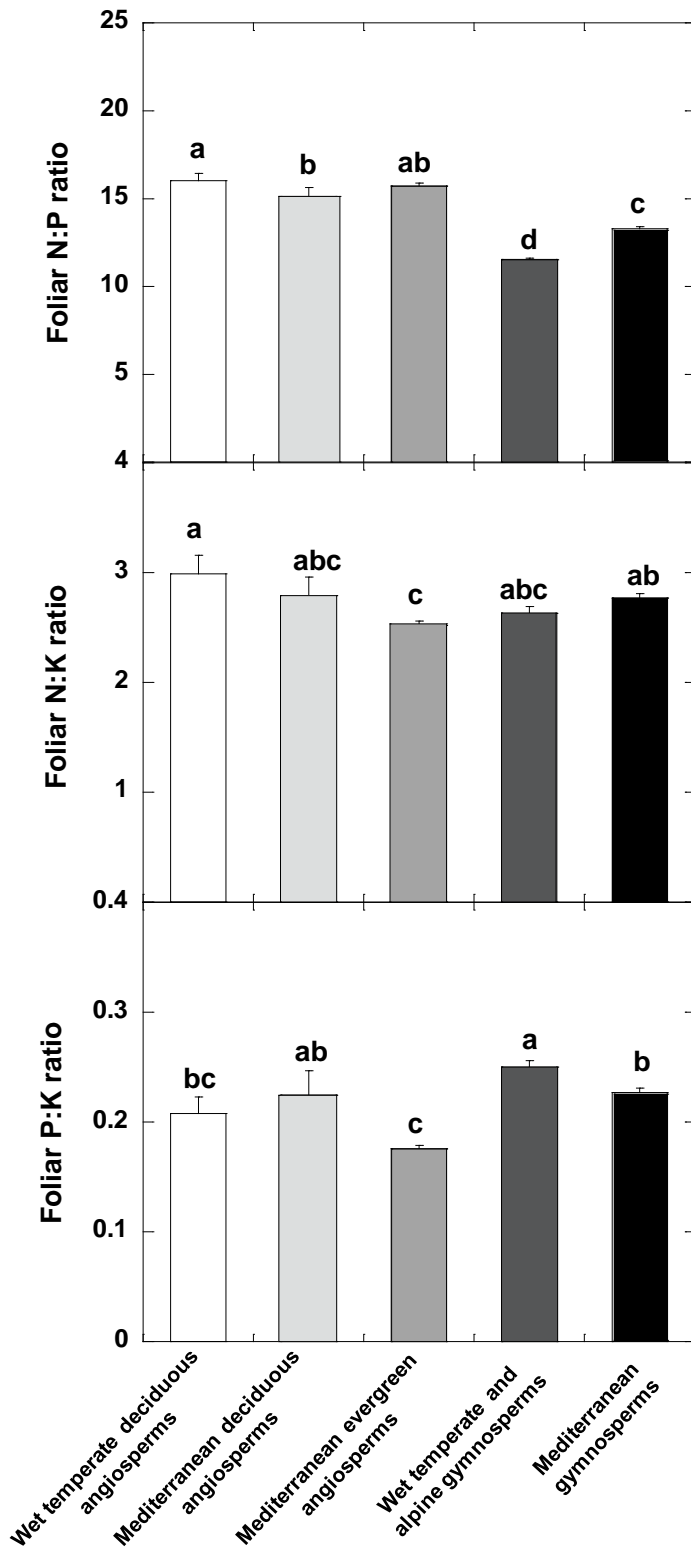 25
20
15
10
5
4
Foliar N:P ratio
a
b
ab
d
c
3
2
1
0.4
Foliar N:K ratio
a
abc
c
abc
ab
0.3
0.2
0.1
0
Foliar P:K ratio
bc
ab
c
a
b
Wet temperate deciduous
angiosperms
Mediterranean deciduous
angiosperms
Mediterranean evergreen
angiosperms
Wet temperate and
alpine gymnosperms
Mediterranean
gymnosperms